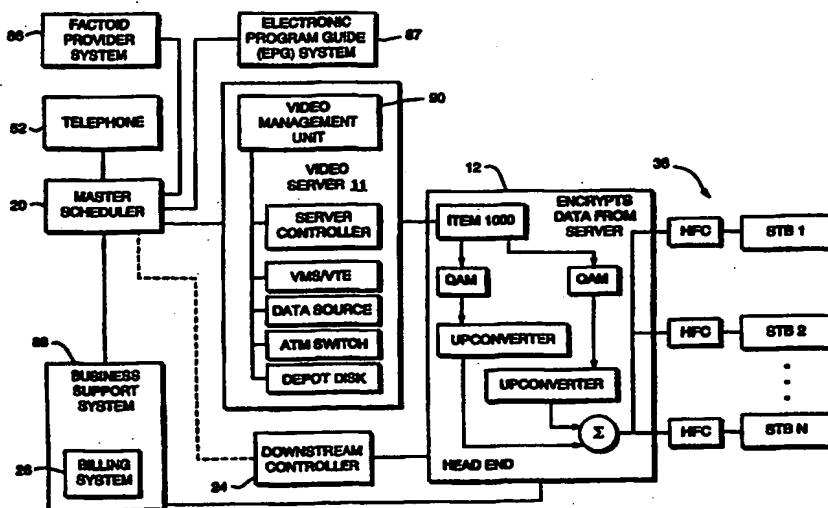 86
FACTOID
PROVIDER
SYSTEM
ELECTRONIC
PROGRAM GUIDE
(EPG) SYSTEM
87
52
TELEPHONE
20
MASTER
SCHEDULER
90
VIDEO
MANAGEMENT
UNIT
VIDEO
SERVER 11
SERVER
CONTROLLER
VMS/VTE
DATA SOURCE
ATM SWITCH
DEPOT DISK
12
ITEM 1000
ENCRYPTS
DATA FROM
SERVER
QAM
QAM
UPCONVERTER
UPCONVERTER
Σ
HEAD END
36
HFC
STB 1
HFC
STB 2
HFC
STB N
BUSINESS
SUPPORT
SYSTEM
26
BILLING
SYSTEM
DOWNSTREAM
CONTROLLER
24